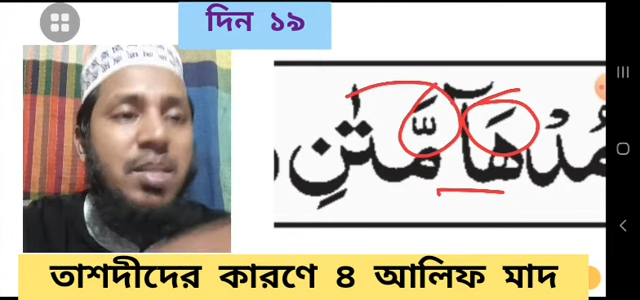 দিন ১৯
مُدْهَآمَّتٰنِ
তাশদীদের কারণে ৪ আলিফ মাদ